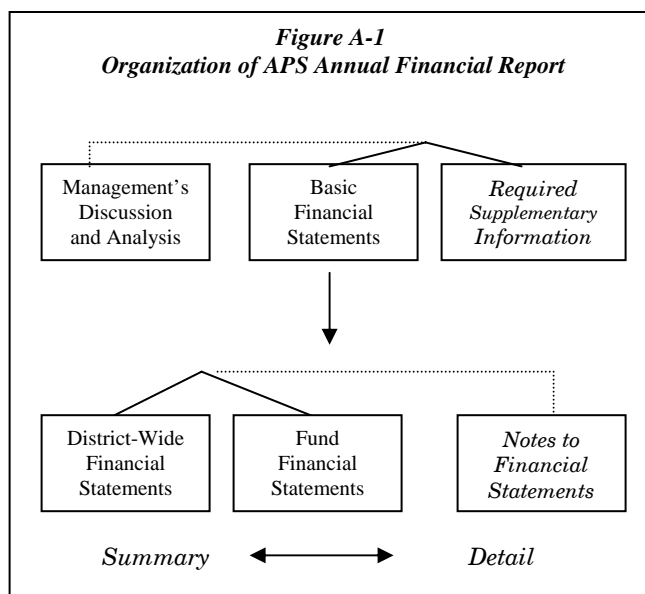 Figure A-1
Organization of APS Annual Financial Report
Management's
Discussion
and Analysis
Basic
Financial
Statements
Required
Supplementary
Information
District-Wide
Financial
Statements
Fund
Financial
Statements
Notes to
Financial
Statements
Summary
Detail